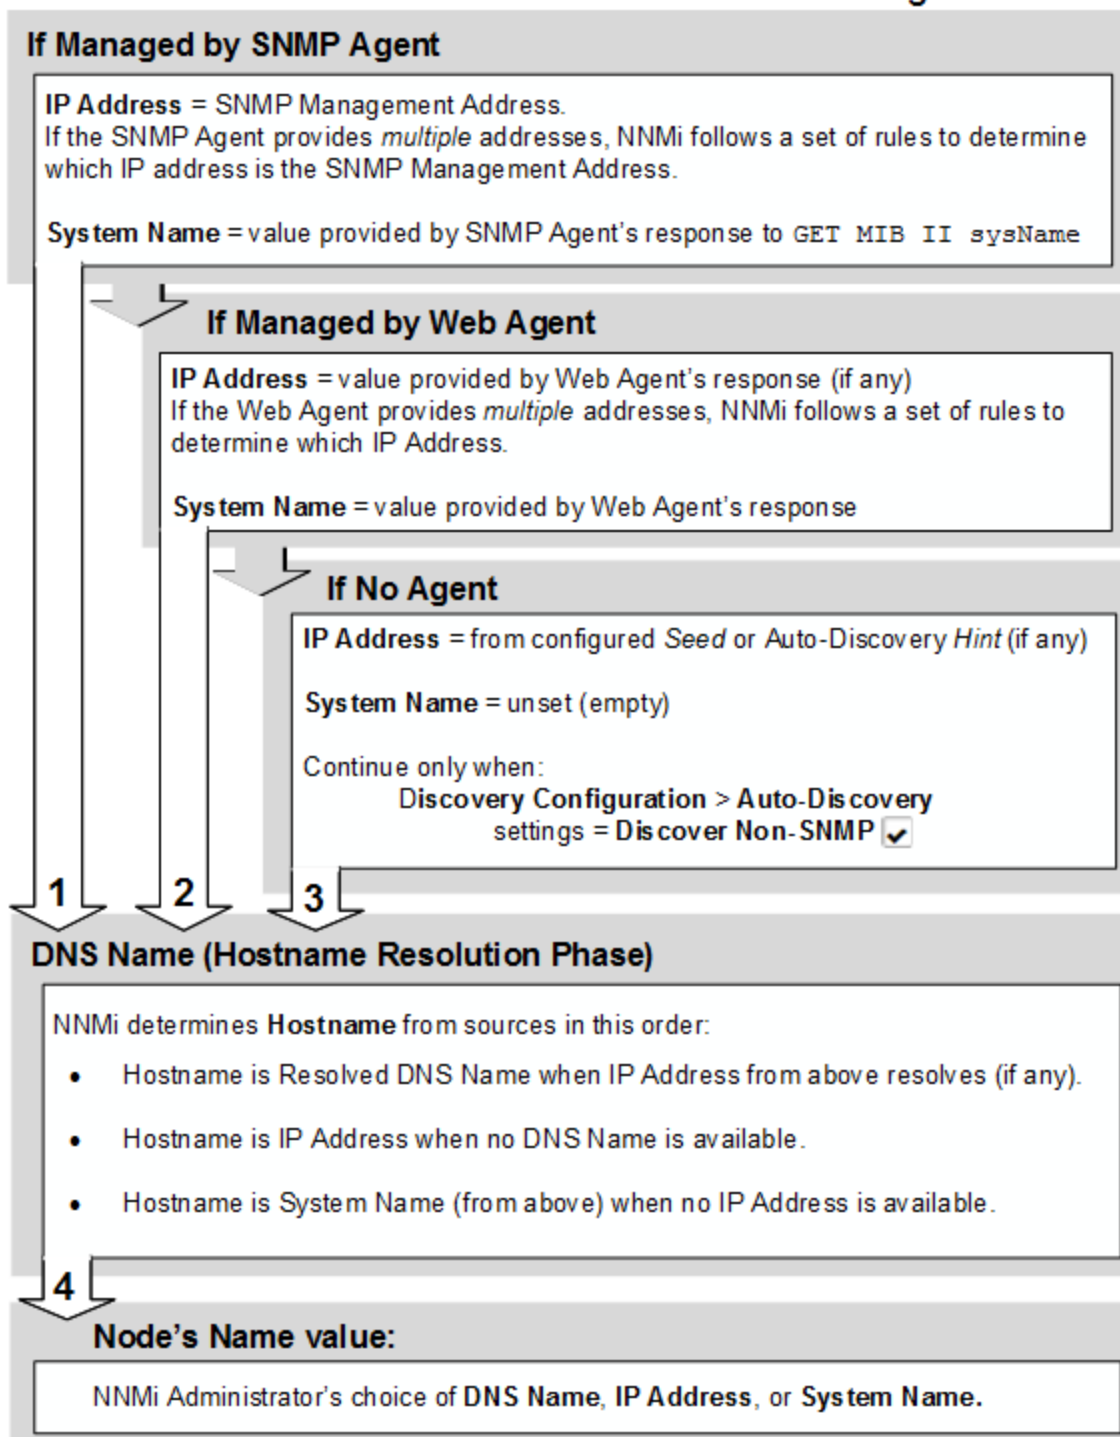 If Managed by SNMP Agent
IP Address = SNMP Management Address.
If the SNMP Agent provides multiple addresses, NNMi follows a set of rules to determine
which IP address is the SNMP Management Address.
System Name = value provided by SNMP Agent's response to GET MIB II sysName
If Managed by Web Agent
IP Address = value provided by Web Agent's response (if any)
If the Web Agent provides multiple addresses, NNMi follows a set of rules to
determine which IP Address.
System Name = value provided by Web Agent's response
If No Agent
IP Address = from configured Seed or Auto-Discovery Hint (if any)
System Name = unset (empty)
Continue only when:
Discovery Configuration > Auto-Discovery
settings = Discover Non-SNMP
1 2 3
DNS Name (Hostname Resolution Phase)
NNMi determines Hostname from sources in this order:
• Hostname is Resolved DNS Name when IP Address from above resolves (if any).
• Hostname is IP Address when no DNS Name is available.
• Hostname is System Name (from above) when no IP Address is available.
4
Node's Name value:
NNMi Administrator's choice of DNS Name, IP Address, or System Name.